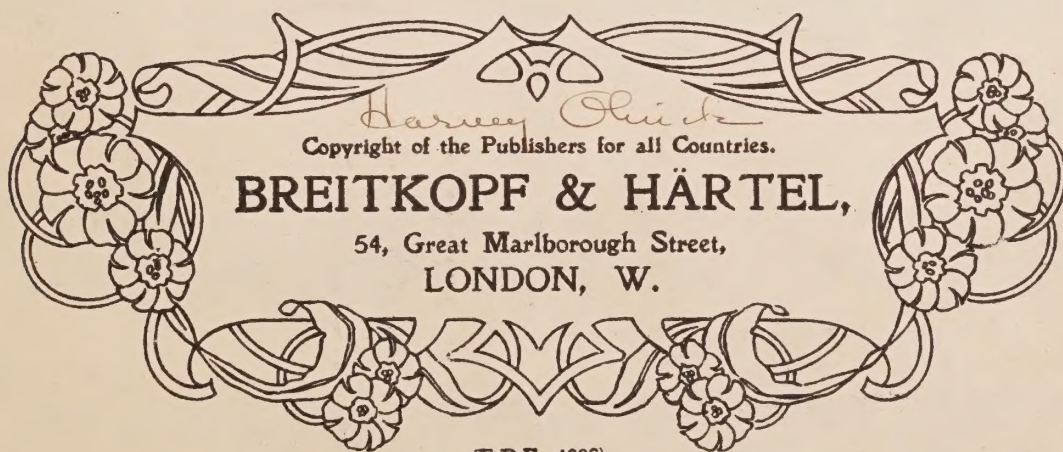 Harvey Olnick
Copyright of the Publishers for all Countries.
BREITKOPF & HÄRTEL,
54, Great Marlborough Street,
LONDON, W.